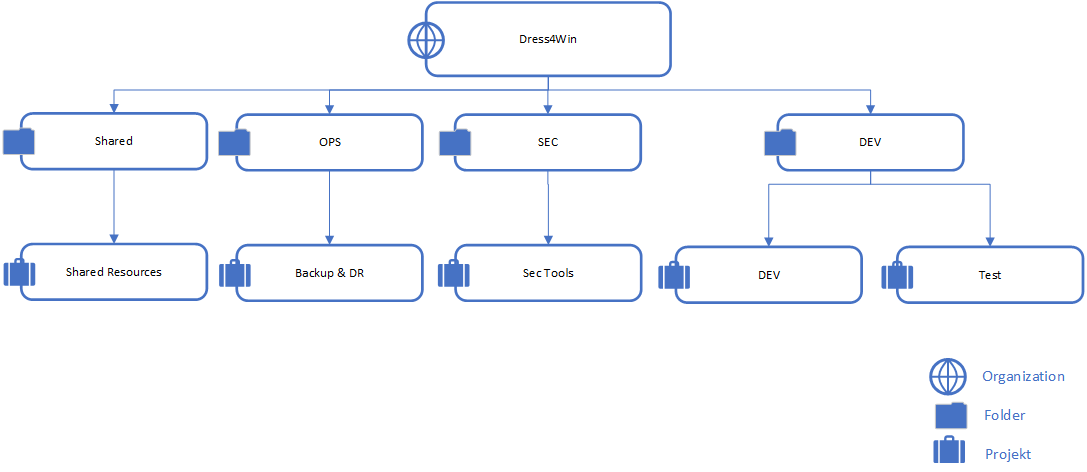 Dress4Win
Shared
OPS
SEC
DEV
Shared Resources
Backup & DR
Sec Tools
DEV
Test
Organization
Folder
Projekt